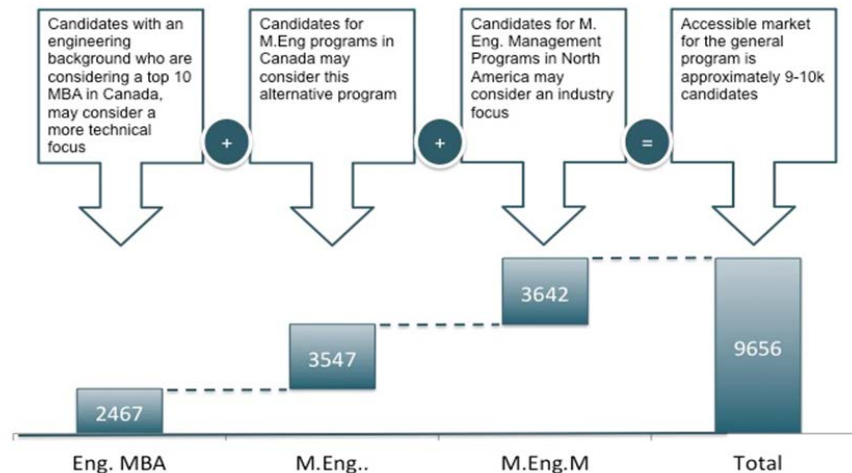 Candidates with an
engineering
background who are
considering a top 10
MBA in Canada,
may consider a
more technical
focus
+
Candidates for
M.Eng programs in
Canada may
consider this
alternative program
+
Candidates for M.
Eng. Management
Programs in North
America may
consider an industry
focus
=
Accessible market
for the general
program is
approximately 9-10k
candidates
2467
3547
3642
9656
Eng. MBA
M.Eng..
M.Eng.M
Total